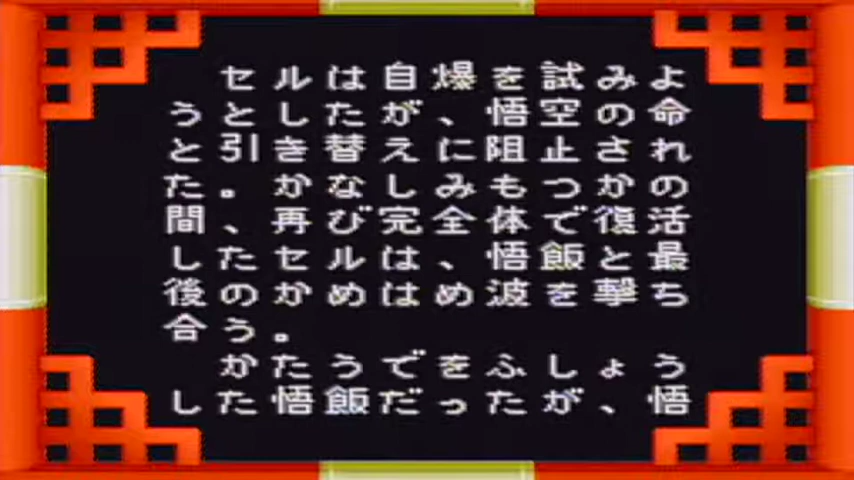 セルは自爆を試みよ
うとしたが、悟空の命
と引き替えに阻止され
た。かなしみもつかの
間、再び完全体で復活
したセルは、悟飯と最
後のかめはめ波を撃ち
合う。
かたうでをふしょう
した悟飯だったが、悟